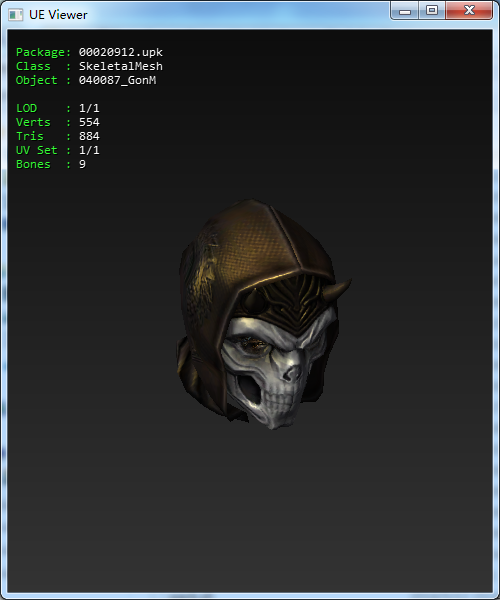 UE Viewer
Package: 00020912.upk
Class : SkeletalMesh
Object : 040087_GonM
LOD : 1/1
Verts : 554
Tris : 884
UV Set : 1/1
Bones : 9